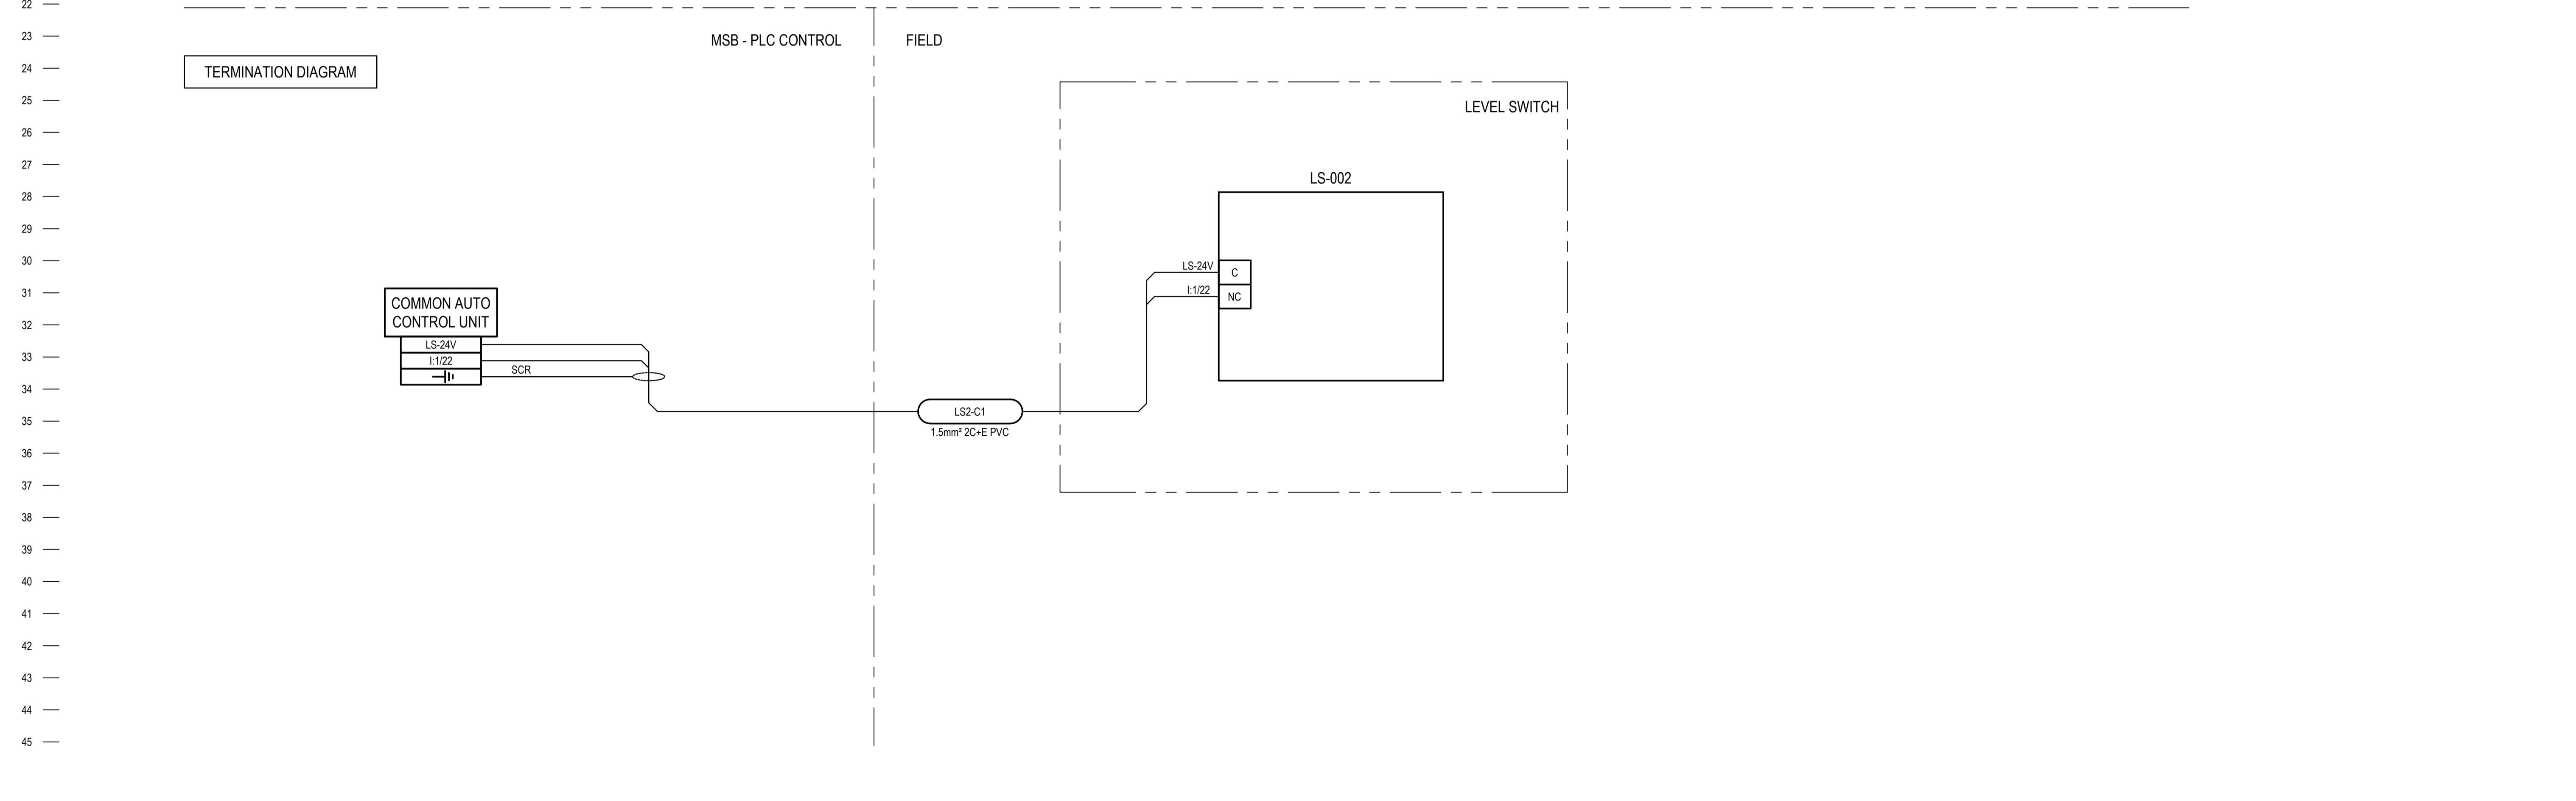 22
23
MSB - PLC CONTROL
FIELD
24
TERMINATION DIAGRAM
25
LEVEL SWITCH
26
27
28
LS-002
29
30
LS-24V
C
31
I:1/22
NC
COMMON AUTO
CONTROL UNIT
32
LS-24V
33
I:1/22
SCR
34
LS2-C1
35
1.5mm² 2C+E PVC
36
37
38
39
40
41
42
43
44
45